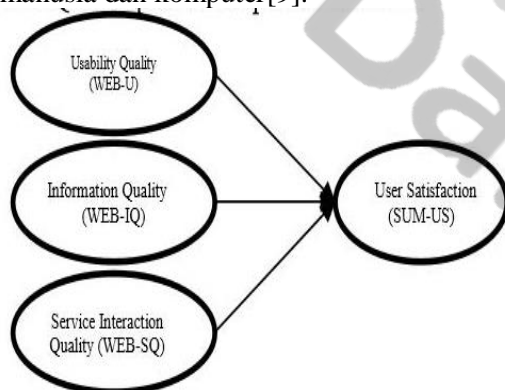 manusia dan komputer[9].
Usability Quality
(WEB-U)
Information Quality
(WEB-IQ)
User Satisfaction
(SUM-US)
Service Interaction
Quality (WEB-SQ)